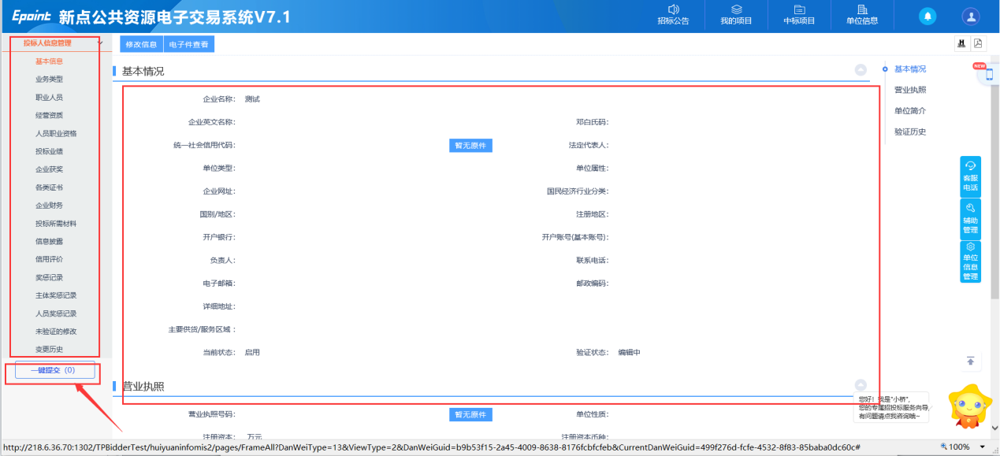 Epoint 新点公共资源电子交易系统V7.1
招标公告
我的项目
中标项目
单位信息
投标人信息管理
基本信息
业务类型
职业人员
经营资质
人员职业资格
投标业绩
企业获奖
各类证书
企业财务
投标所需材料
信息披露
信用评价
奖惩记录
主体奖惩记录
人员奖惩记录
未验证的修改
变更历史
一键提交（0）
修改信息 电子件查看
基本情况
企业名称： 测试
企业英文名称： 邓白氏码：
统一社会信用代码： 暂无原件 法定代表人：
单位类型： 单位属性：
企业网址： 国民经济行业分类：
国别/地区： 注册地区：
开户银行： 开户账号(基本账号)：
负责人： 联系电话：
电子邮箱： 邮政编码：
详细地址：
主要供货/服务区域：
当前状态： 启用 验证状态： 编辑中
营业执照
营业执照号码： 暂无原件 单位性质：
注册资本： 万元 注册资本币种：
基本情况
营业执照
单位简介
验证历史
NEW
客服
电话
辅助
管理
单位
信息
管理
您好！我是"小桥"，
您的专属招投标服务向导，
有问题请点我咨询哦~
http://218.6.36.70:1302/TPBidderTest/huiyuaninfomis2/pages/FrameAll?DanWeiType=13&ViewType=2&DanWeiGuid=b9b53f15-2a45-4009-8638-8176fcbfcfeb&CurrentDanWeiGuid=499f276d-fcfe-4532-8f83-85baba0dc60c#
100%